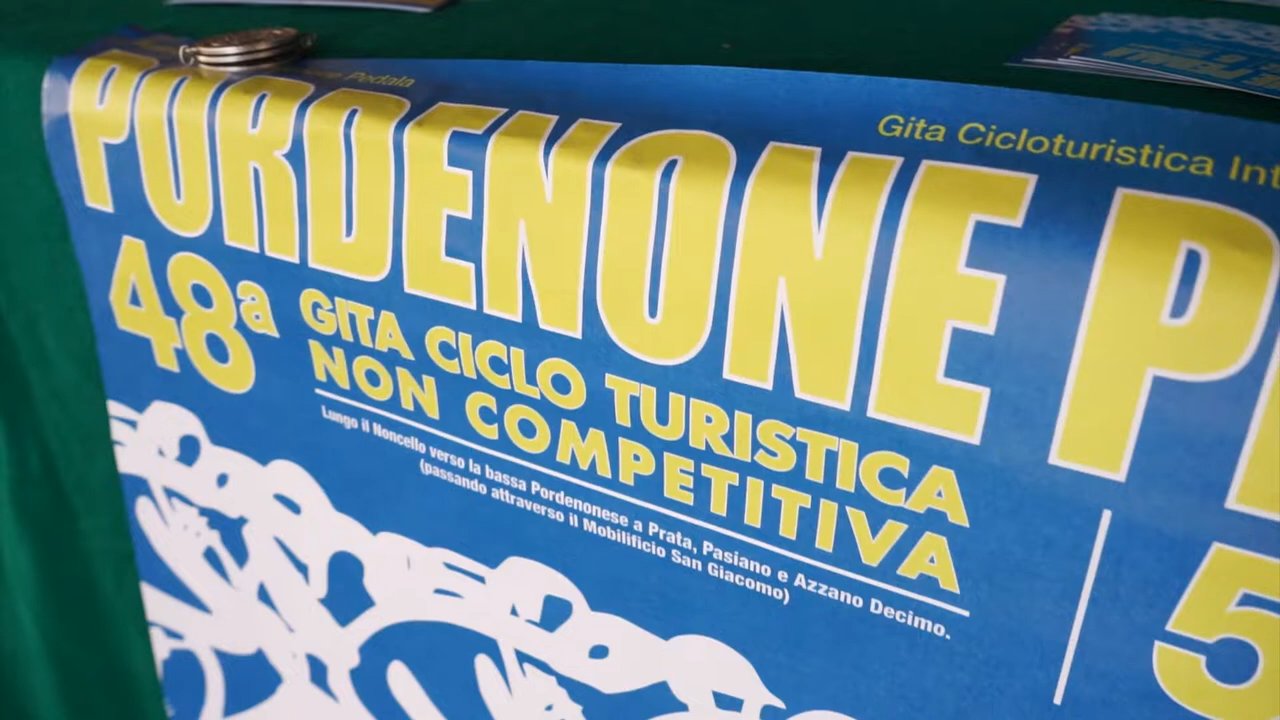 Pedala
Gita Cicloturistica Int
PORDENONE P
48a GITA CICLO TURISTICA
NON COMPETITIVA
Lungo il Noncello verso la bassa Pordenonese a Prata, Pasiano e Azzano Decimo.
(passando attraverso il Mobilificio San Giacomo)
5